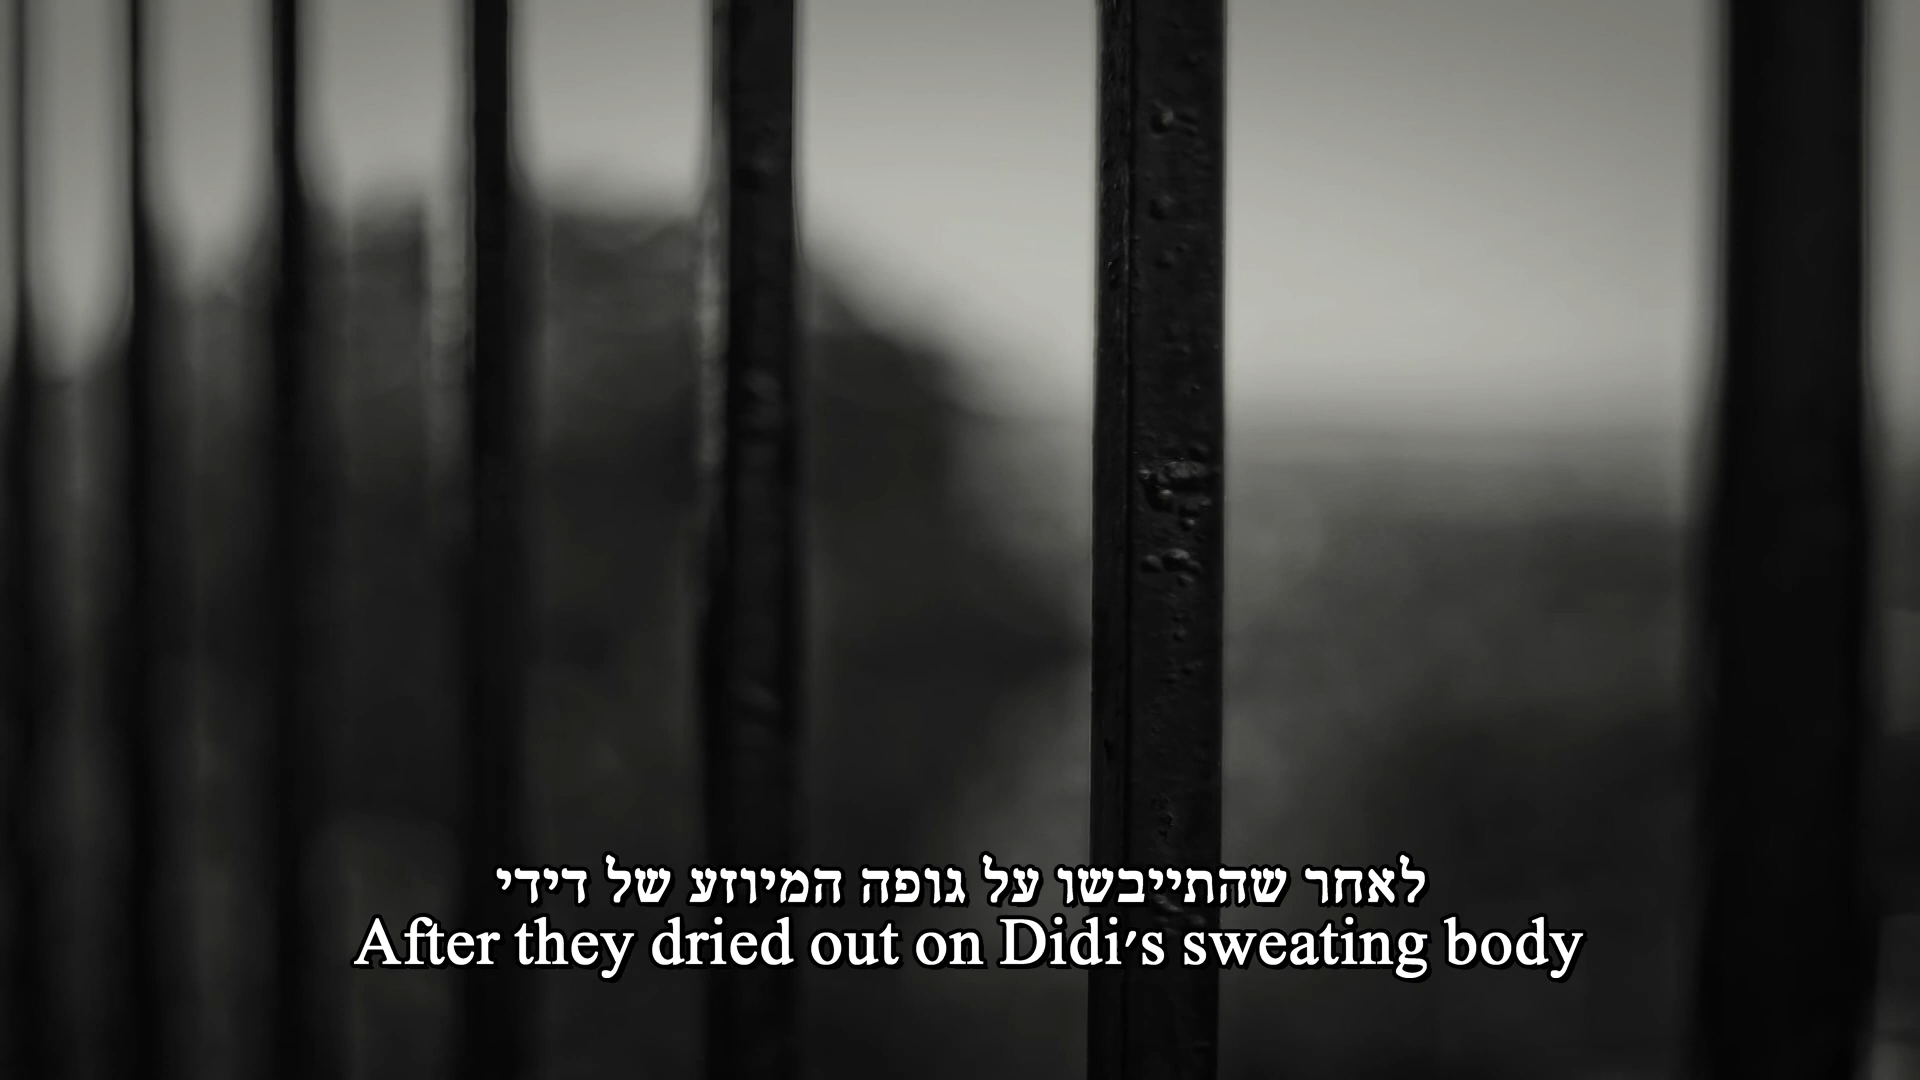 לאחר שהתייבשו על גופה המיוזע של דידי
After they dried out on Didi's sweating body